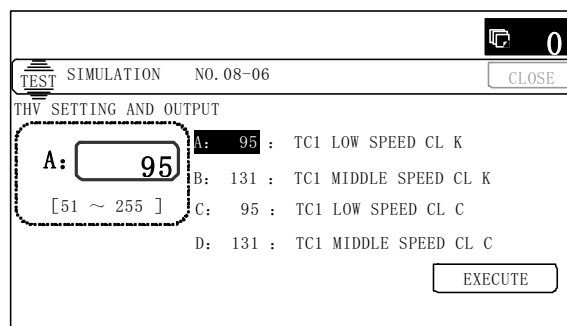 0
TEST SIMULATION NO. 08-06 CLOSE
THV SETTING AND OUTPUT
A: 95
[51 ~ 255 ]
A: 95 : TC1 LOW SPEED CL K
B: 131 : TC1 MIDDLE SPEED CL K
C: 95 : TC1 LOW SPEED CL C
D: 131 : TC1 MIDDLE SPEED CL C
EXECUTE